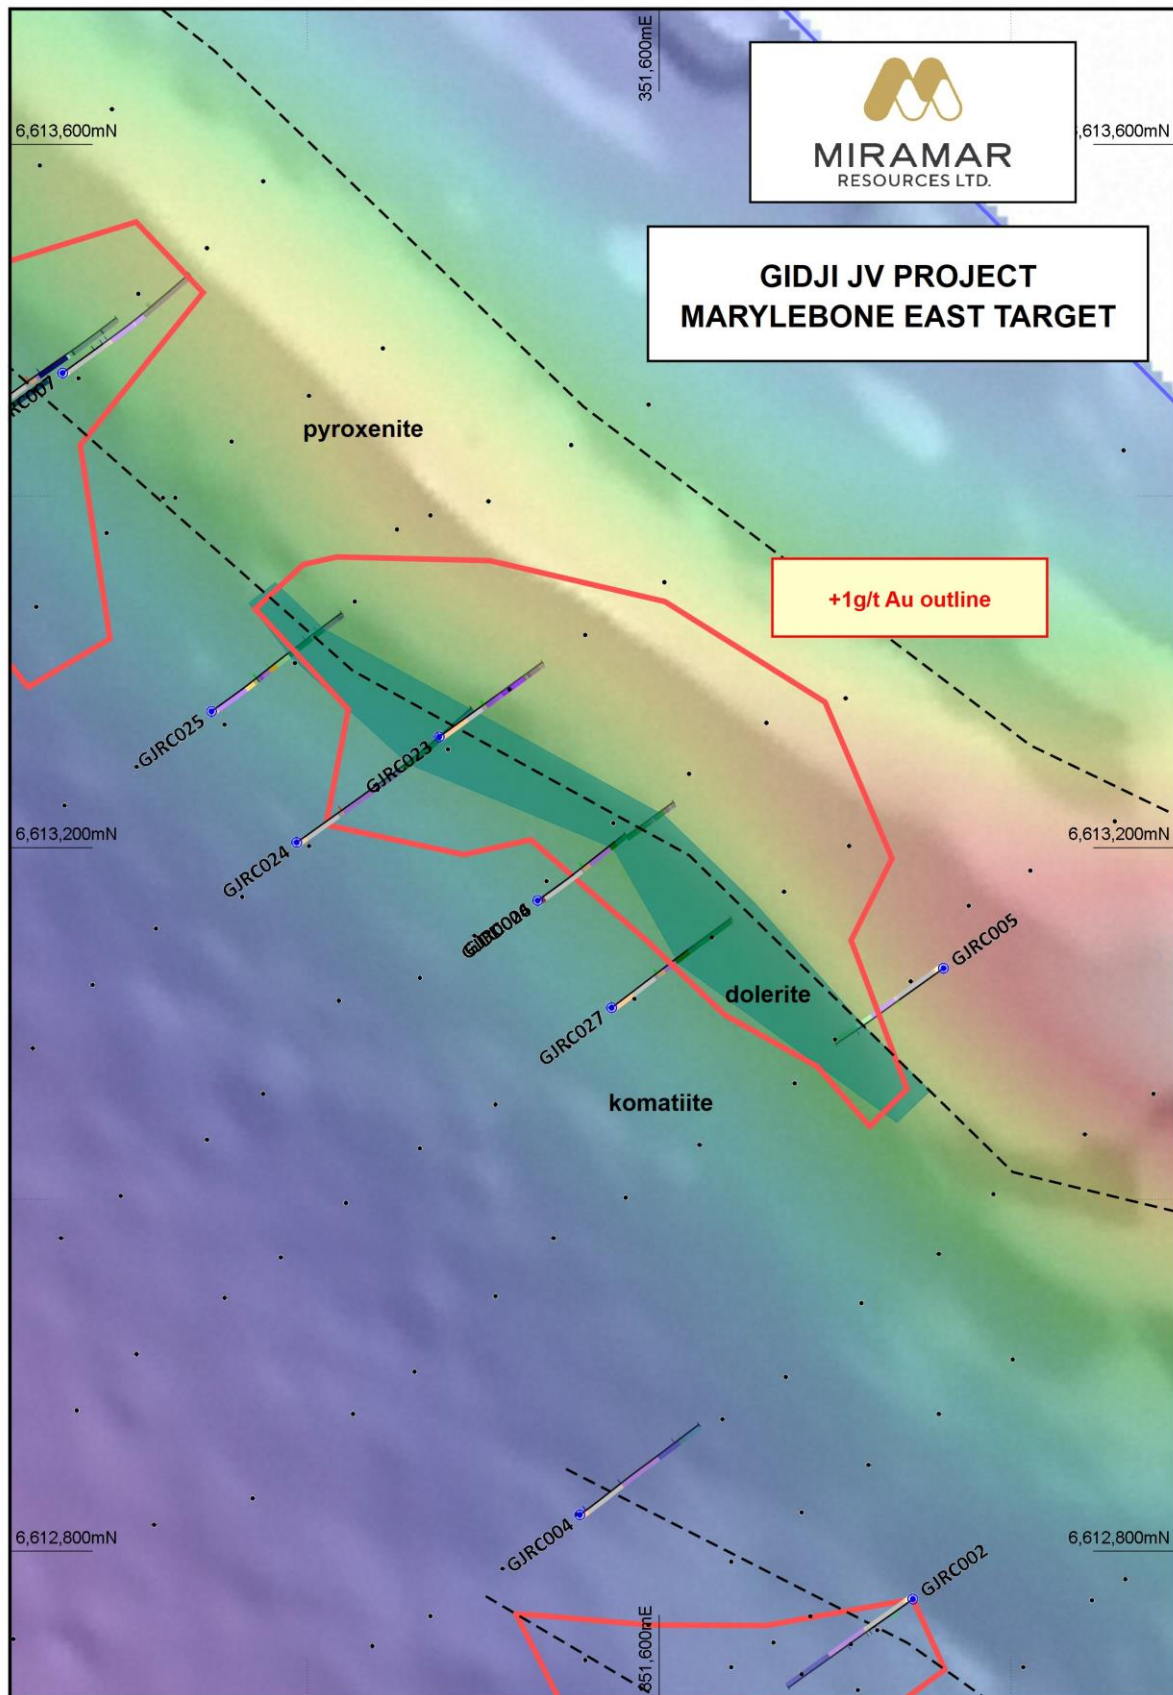 351,600mE
MIRAMAR
RESOURCES LTD.
6,613,600mN
,613,600mN
GIDJI JV PROJECT
MARYLEBONE EAST TARGET
RC007
pyroxenite
+1g/t Au outline
GJRC025
GJRC023
6,613,200mN
6,613,200mN
GJRC024
GJRC005
dolerite
GJRC027
komatiite
6,612,800mN
6,612,800mN
GJRC004
GJRC002
351,600mE